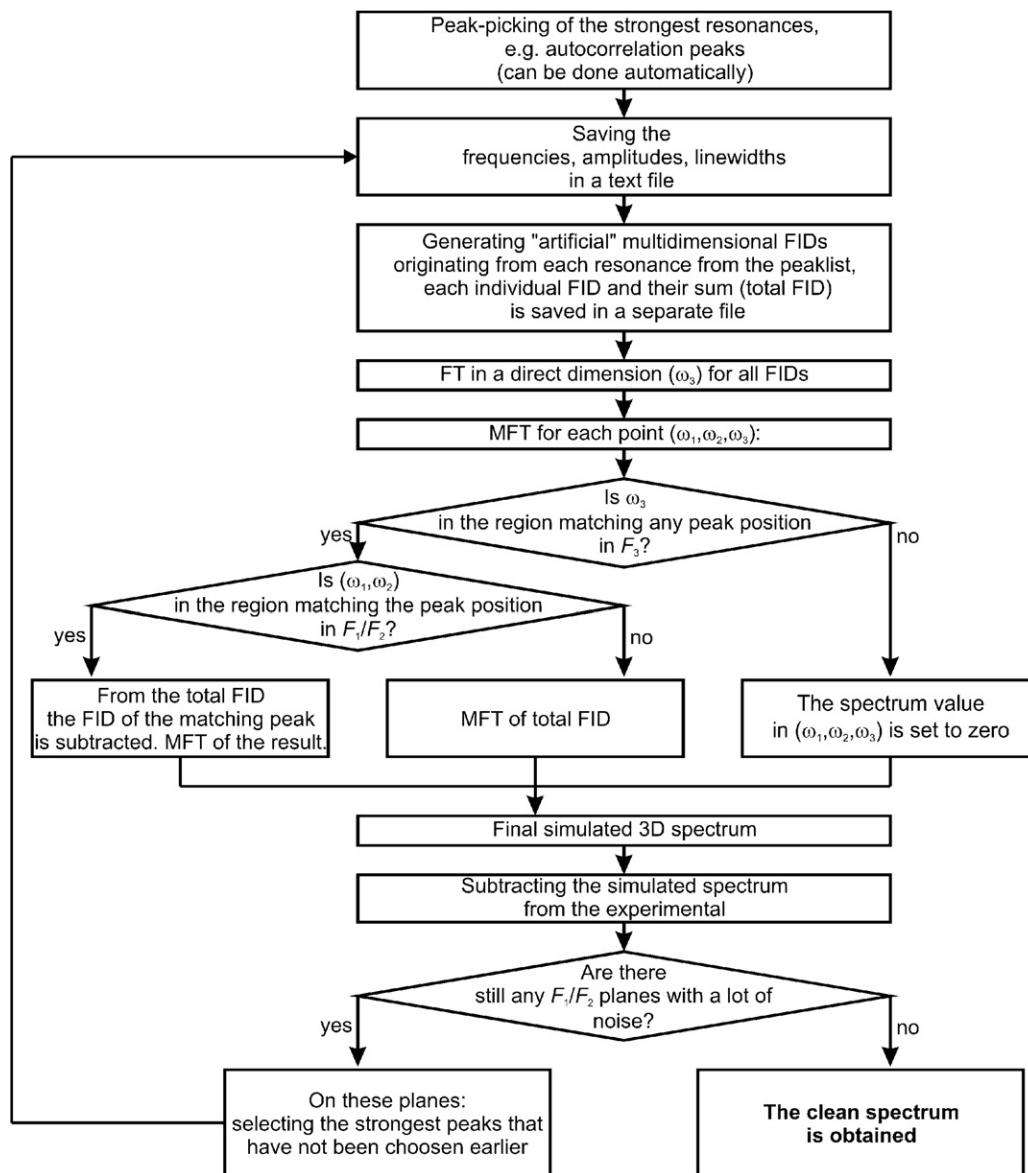 Peak-picking of the strongest resonances,
e.g. autocorrelation peaks
(can be done automatically)
Saving the
frequencies, amplitudes, linewidths
in a text file
Generating "artificial" multidimensional FIDs
originating from each resonance from the peaklist,
each individual FID and their sum (total FID)
is saved in a separate file
FT in a direct dimension (ω₃) for all FIDs
MFT for each point (ω₁,ω₂,ω₃):
Is ω₃
in the region matching any peak position
in F₃?
yes
no
Is (ω₁,ω₂)
in the region matching the peak position
in F₁/F₂?
yes
no
From the total FID
the FID of the matching peak
is subtracted. MFT of the result.
MFT of total FID
The spectrum value
in (ω₁,ω₂,ω₃) is set to zero
Final simulated 3D spectrum
Subtracting the simulated spectrum
from the experimental
Are there
still any F₁/F₂ planes with a lot of
noise?
yes
no
On these planes:
selecting the strongest peaks that
have not been choosen earlier
The clean spectrum
is obtained